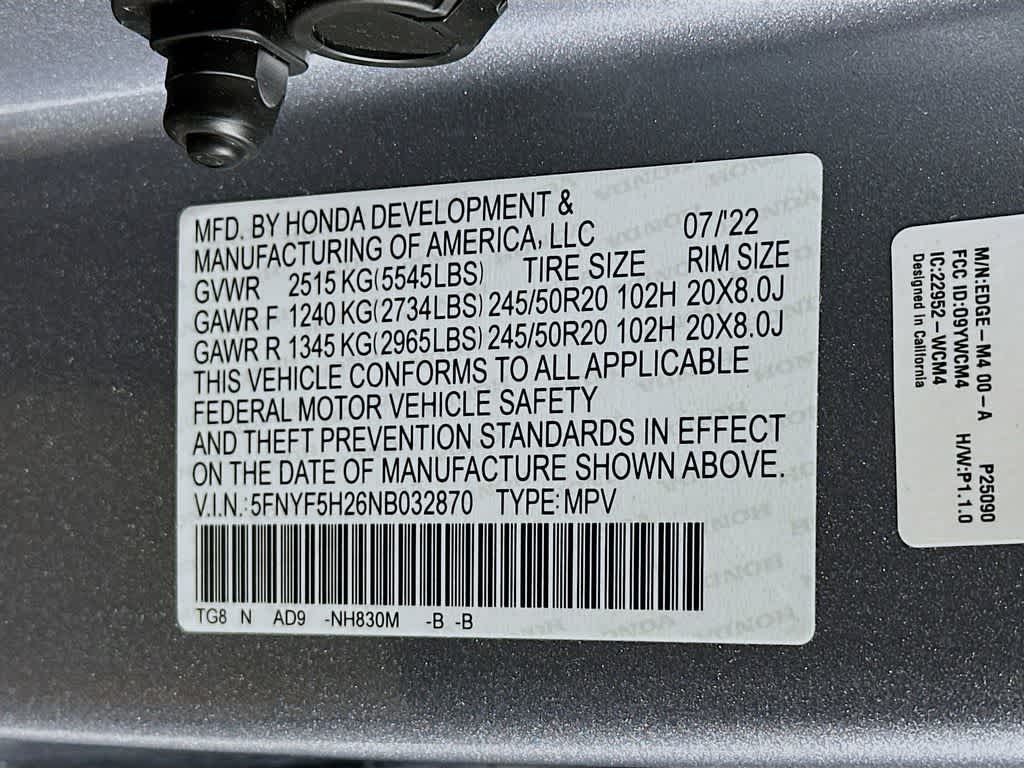 MFD. BY HONDA DEVELOPMENT &
MANUFACTURING OF AMERICA, LLC 07/'22
GVWR 2515 KG(5545LBS) TIRE SIZE RIM SIZE
GAWR F 1240 KG(2734LBS) 245/50R20 102H 20X8.0J
GAWR R 1345 KG(2965LBS) 245/50R20 102H 20X8.0J
THIS VEHICLE CONFORMS TO ALL APPLICABLE
FEDERAL MOTOR VEHICLE SAFETY
AND THEFT PREVENTION STANDARDS IN EFFECT
ON THE DATE OF MANUFACTURE SHOWN ABOVE.
V.I.N.: 5FNYF5H26NB032870 TYPE: MPV
TG8 N AD9 -NH830M -B -B
M/N:EDGE-M4 00-A P25090
FCC ID:O9YWCM4 H/W:P1.1.0
IC:22952-WCM4
Designed in California